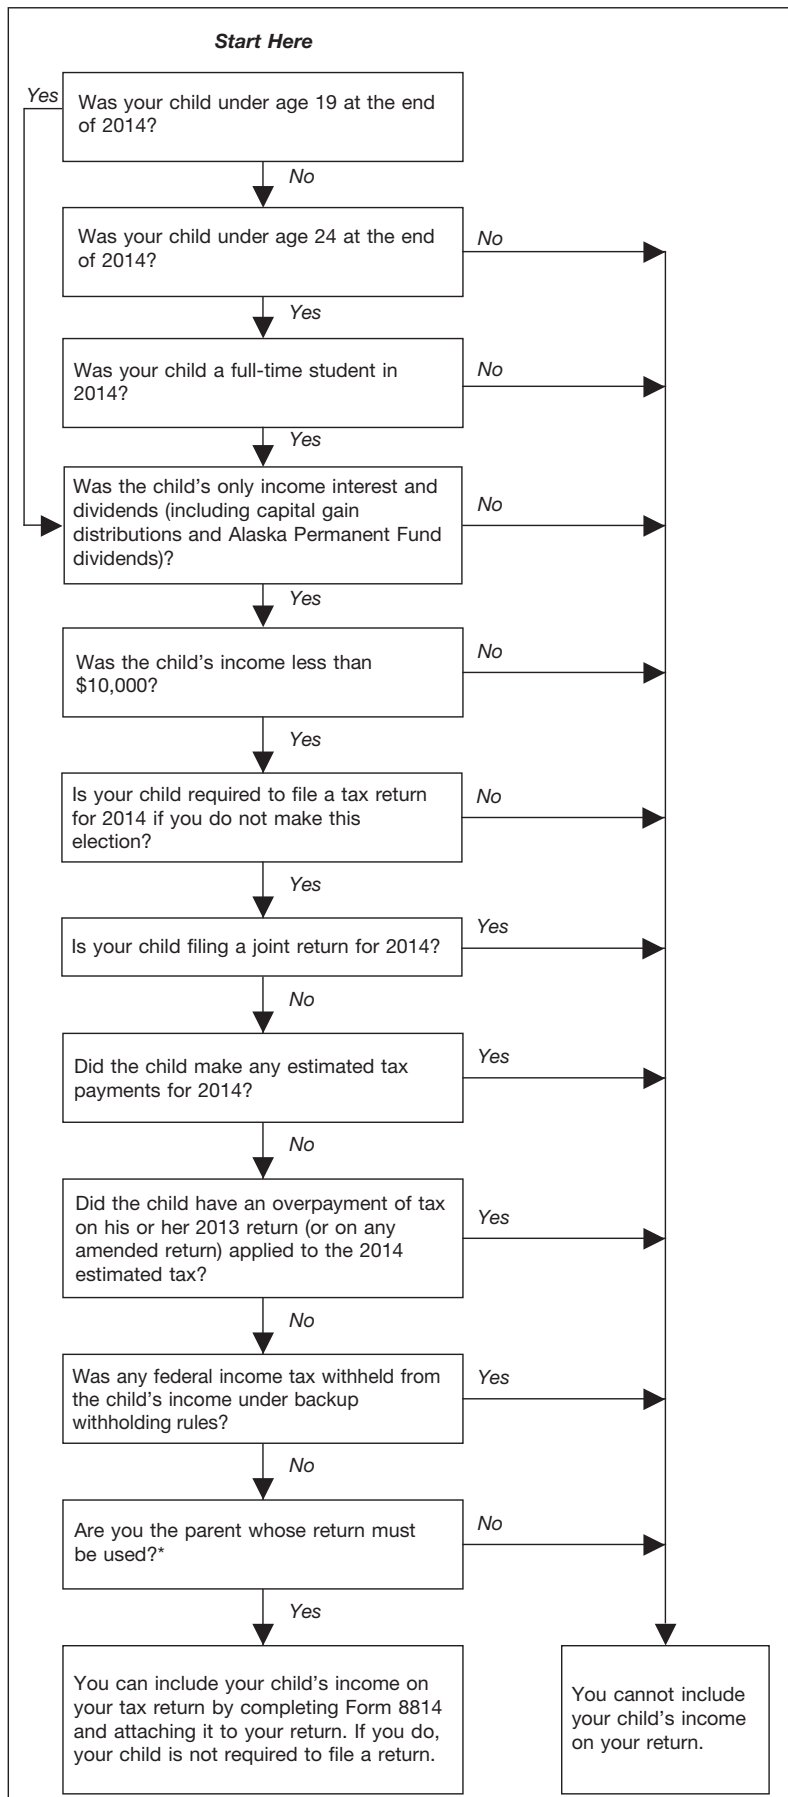 Start Here
Yes
Was your child under age 19 at the end
of 2014?
No
Was your child under age 24 at the end
of 2014?
No
Yes
Was your child a full-time student in
2014?
No
Yes
Was the child's only income interest and
dividends (including capital gain
distributions and Alaska Permanent Fund
dividends)?
No
Yes
Was the child's income less than
$10,000?
No
Yes
Is your child required to file a tax return
for 2014 if you do not make this
election?
No
Yes
Is your child filing a joint return for 2014?
Yes
No
Did the child make any estimated tax
payments for 2014?
Yes
No
Did the child have an overpayment of tax
on his or her 2013 return (or on any
amended return) applied to the 2014
estimated tax?
Yes
No
Was any federal income tax withheld from
the child's income under backup
withholding rules?
Yes
No
Are you the parent whose return must
be used?*
No
Yes
You can include your child's income on
your tax return by completing Form 8814
and attaching it to your return. If you do,
your child is not required to file a return.
You cannot include
your child's income
on your return.